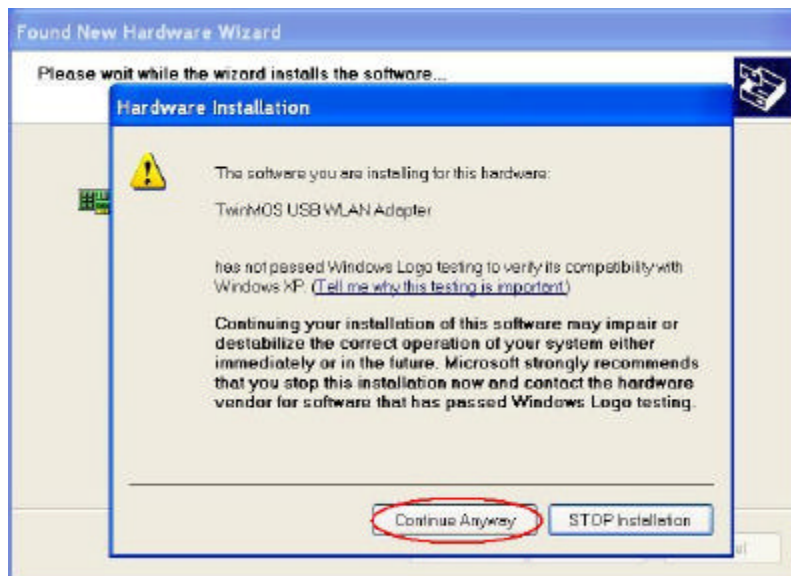 Found New Hardware Wizard
Please wait while the wizard installs the software...
Hardware Installation
The software you are installing for this hardware:
TwinMOS USB WLAN Adapter
has not passed Windows Logo testing to verify its compatibility with
Windows XP. (Tell me why this testing is important.)
Continuing your installation of this software may impair or
destabilize the correct operation of your system either
immediately or in the future. Microsoft strongly recommends
that you stop this installation now and contact the hardware
vendor for software that has passed Windows Logo testing.
Continue Anyway
STOP Installation